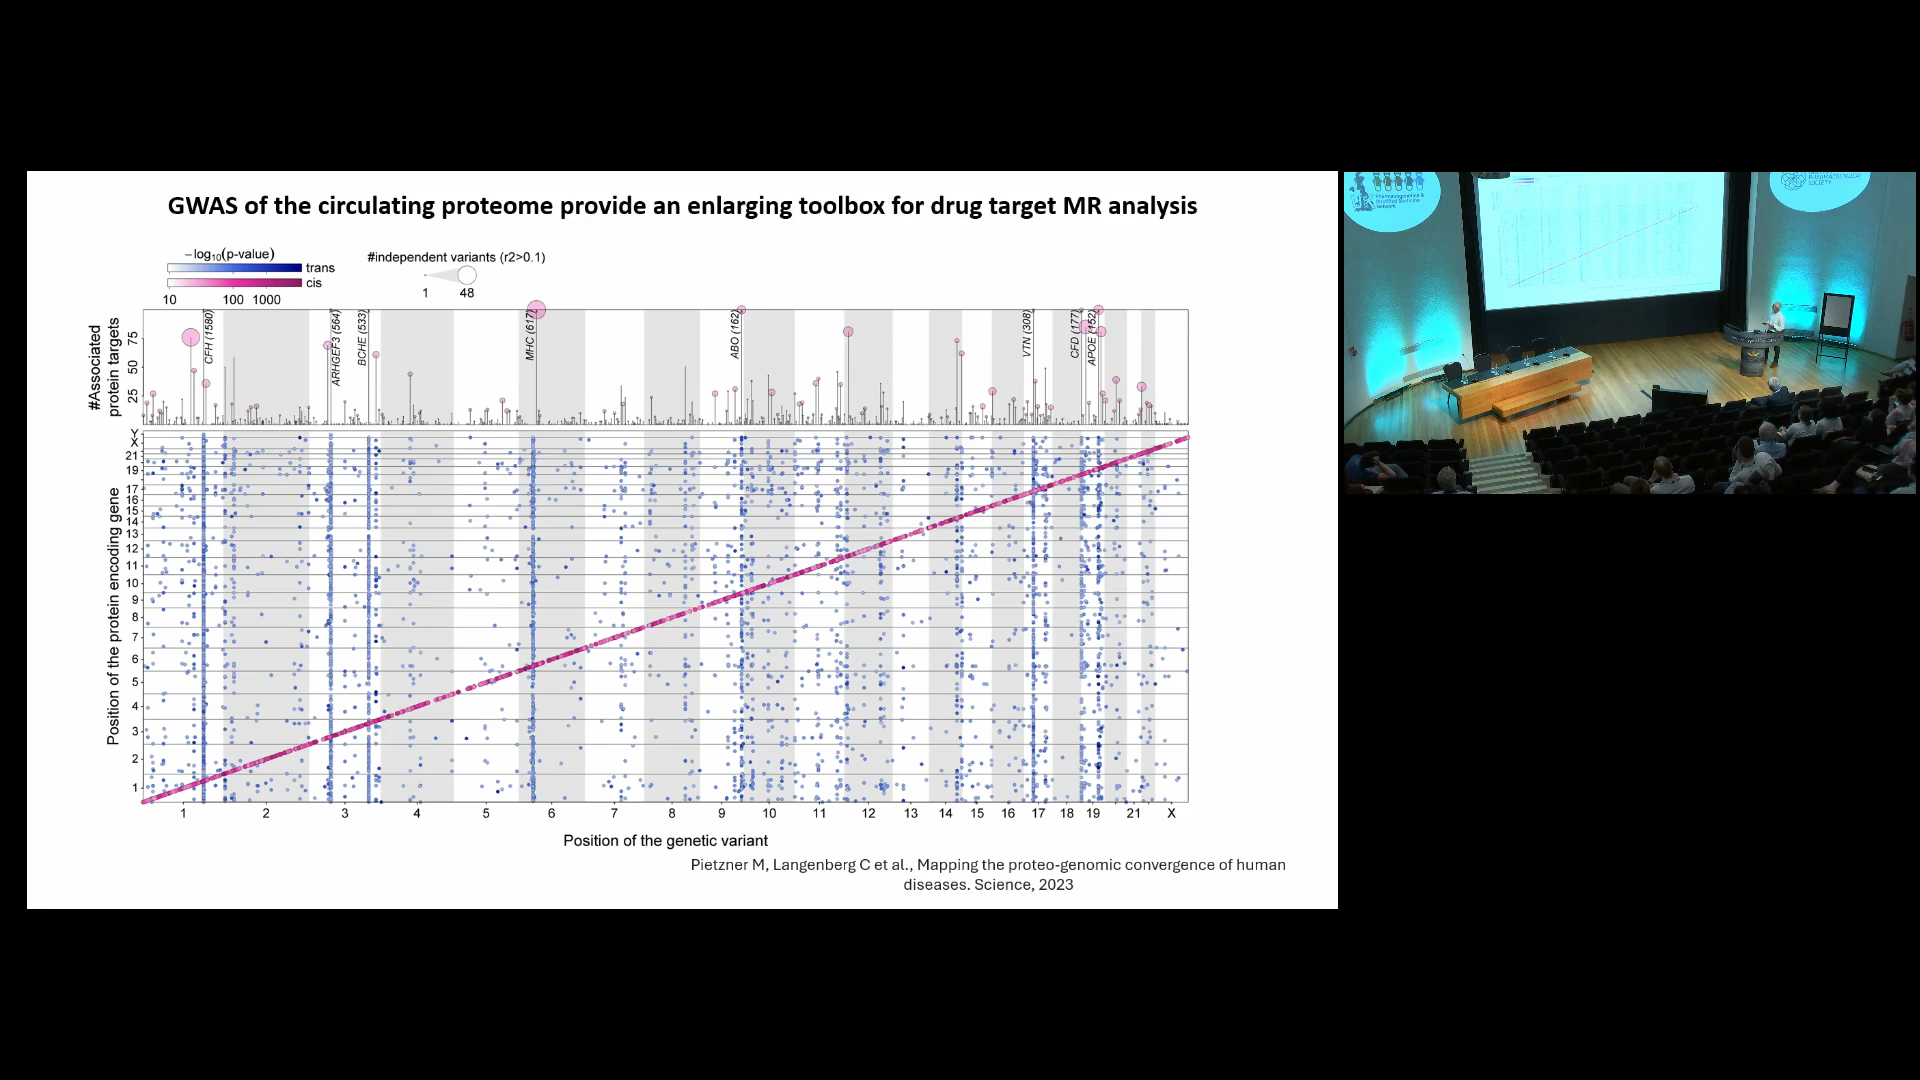 GWAS of the circulating proteome provide an enlarging toolbox for drug target MR analysis
−log10(p-value)
trans
cis
10 100 1000
#independent variants (r2>0.1)
1 48
#Associated
protein targets
75
50
25
CFH (1580)
ARHGEF3 (564)
BCHE (533)
MHC (617)
ABO (162)
VTN (308)
CFD (177)
APOE (152)
Position of the protein encoding gene
Y
X
21
19
17
16
15
14
13
12
11
10
9
8
7
6
5
4
3
2
1
1 2 3 4 5 6 7 8 9 10 11 12 13 14 15 16 17 18 19 21 X
Position of the genetic variant
Pietzner M, Langenberg C et al., Mapping the proteo-genomic convergence of human
diseases. Science, 2023
Pharmacogenetics &
Stratified Medicine
Network
PHARMACOLOGICAL
SOCIETY